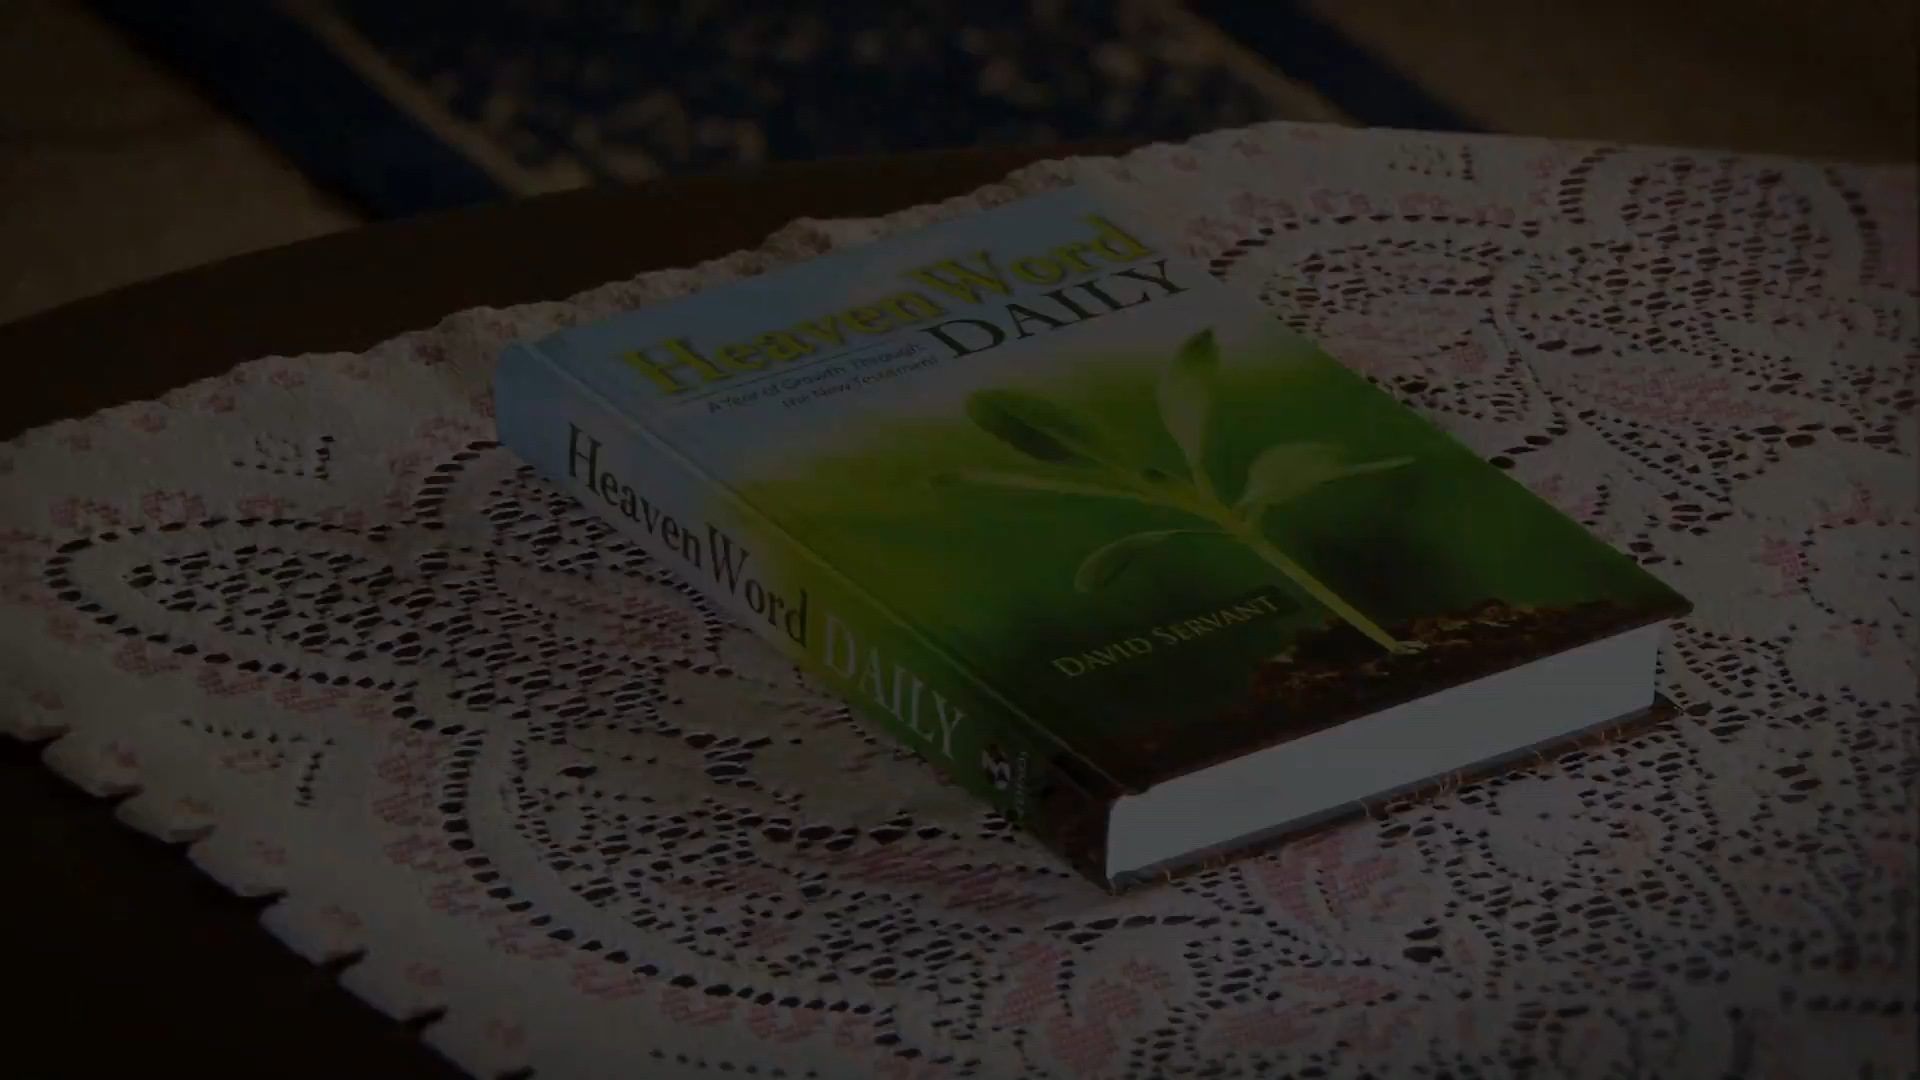 HeavenWord
DAILY
A Year of Growth Through
the New Testament
DAVID SERVANT
HeavenWord DAILY